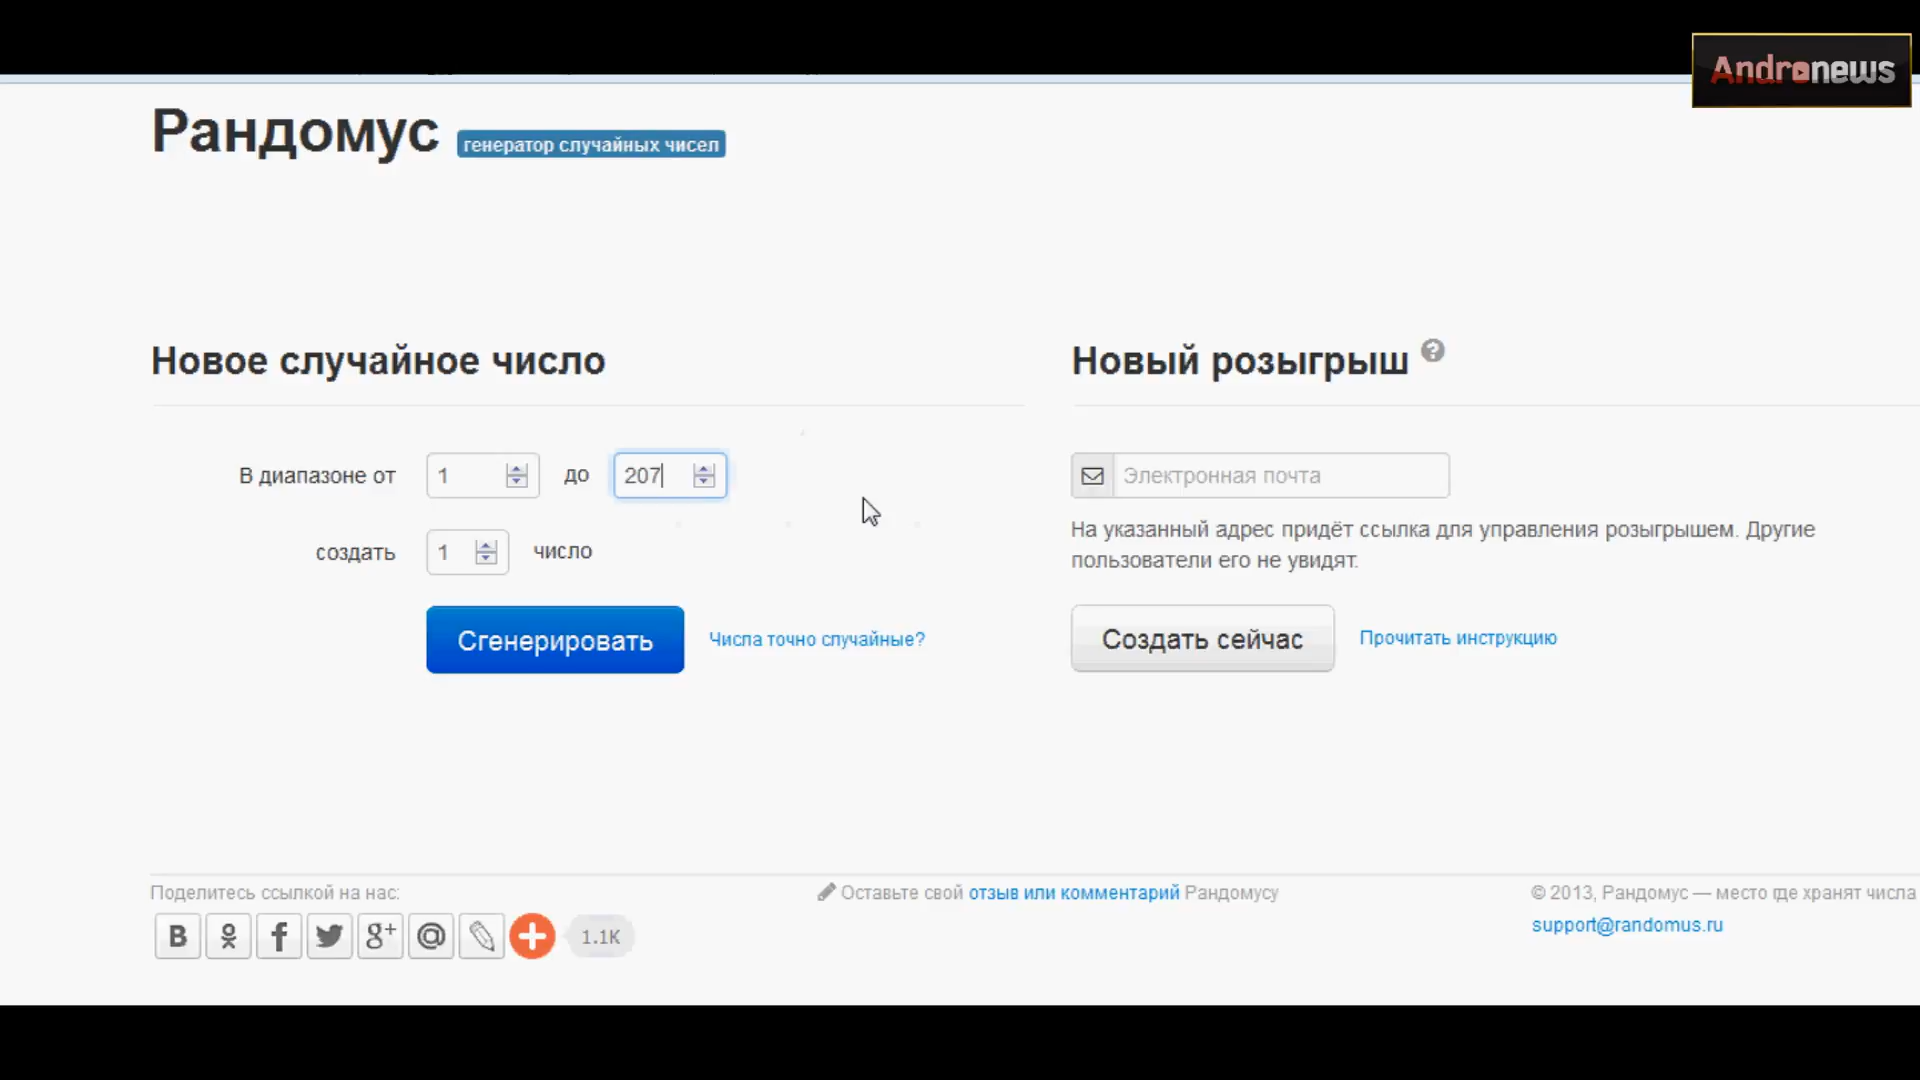 Andronews
Рандомус генератор случайных чисел
Новое случайное число
В диапазоне от 1 до 207
создать 1 число
Сгенерировать Числа точно случайные?
Новый розыгрыш ?
Электронная почта
На указанный адрес придёт ссылка для управления розыгрышем. Другие
пользователи его не увидят.
Создать сейчас Прочитать инструкцию
Поделитесь ссылкой на нас:
B f g+ @ + 1.1K
Оставьте свой отзыв или комментарий Рандомусу
© 2013, Рандомус — место где хранят числа
support@randomus.ru